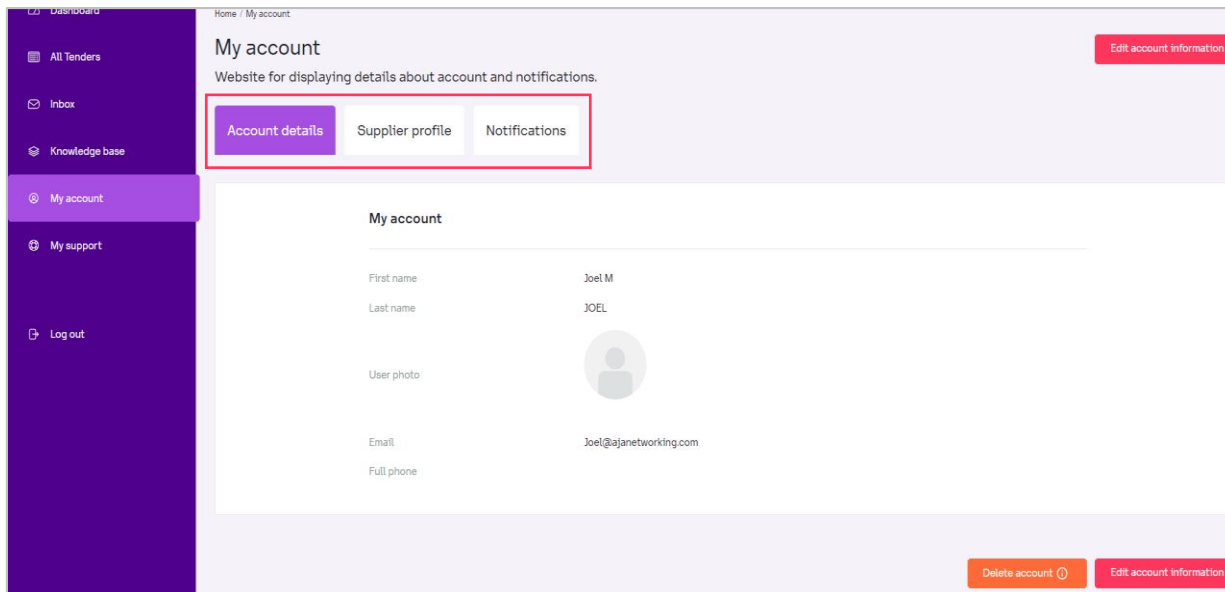 Dashboard
All Tenders
Inbox
Knowledge base
My account
My support
Log out
Home / My account
My account
Edit account information
Website for displaying details about account and notifications.
Account details
Supplier profile
Notifications
My account
First name Joel M
Last name JOEL
User photo
Email Joel@ajanetworking.com
Full phone
Delete account
Edit account information